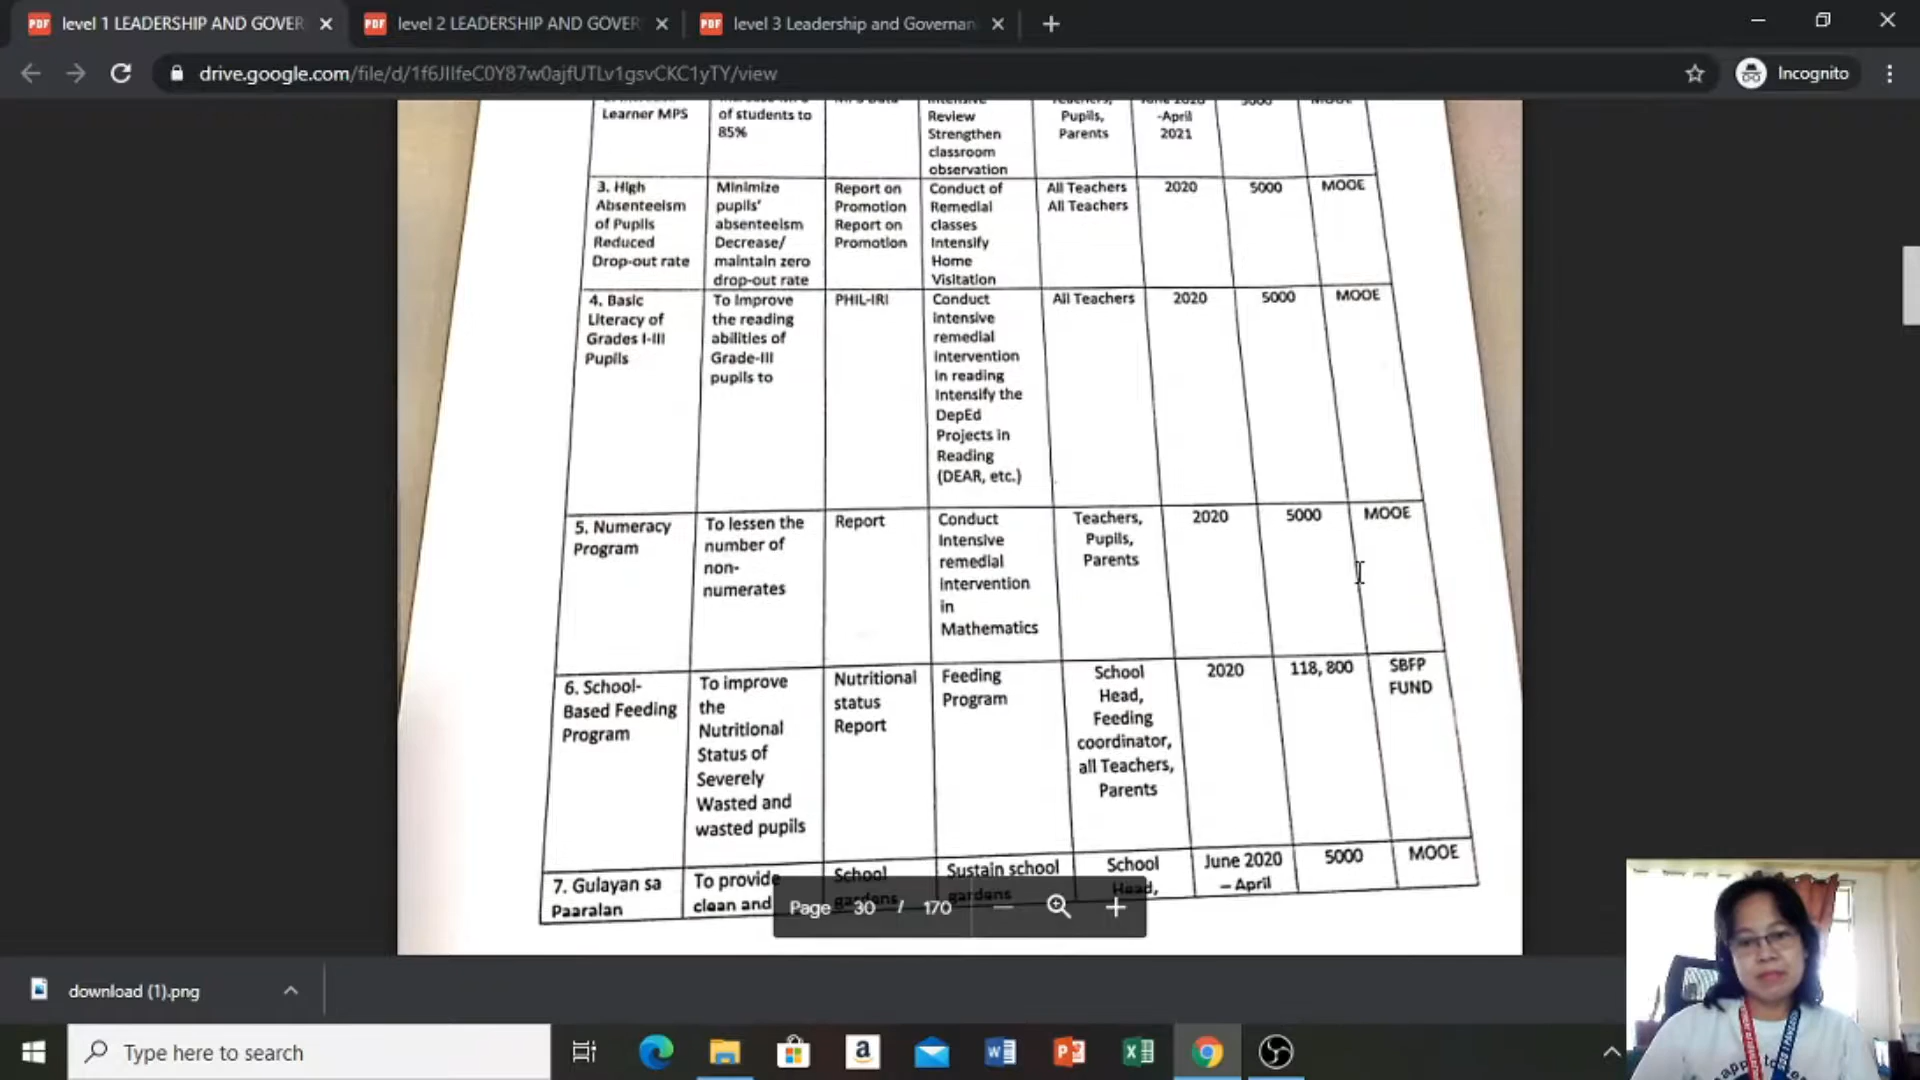 level 1 LEADERSHIP AND GOVER
level 2 LEADERSHIP AND GOVER
level 3 Leadership and Governan
drive.google.com/file/d/1f6JIIfeC0Y87w0ajfUTLv1gsvCKC1yTY/view
Incognito
Learner MPS
of students to
85%
Review
Strengthen
classroom
observation
Pupils,
Parents
-April
2021
3. High
Absenteeism
of Pupils
Reduced
Drop-out rate
Minimize
pupils'
absenteeism
Decrease/
maintain zero
drop-out rate
Report on
Promotion
Report on
Promotion
Conduct of
Remedial
classes
Intensify
Home
Visitation
All Teachers
All Teachers
2020
5000
MOOE
4. Basic
Literacy of
Grades I-III
Pupils
To Improve
the reading
abilities of
Grade-III
pupils to
PHIL-IRI
Conduct
intensive
remedial
intervention
in reading
Intensify the
DepEd
Projects in
Reading
(DEAR, etc.)
All Teachers
2020
5000
MOOE
5. Numeracy
Program
To lessen the
number of
non-
numerates
Report
Conduct
Intensive
remedial
Intervention
in
Mathematics
Teachers,
Pupils,
Parents
2020
5000
MOOE
6. School-
Based Feeding
Program
To improve
the
Nutritional
Status of
Severely
Wasted and
wasted pupils
Nutritional
status
Report
Feeding
Program
School
Head,
Feeding
coordinator,
all Teachers,
Parents
2020
118, 800
SBFP
FUND
7. Gulayan sa
Paaralan
To provide
clean and
School
gardens
Sustain school
gardens
School
Head,
June 2020
– April
5000
MOOE
Page 30 / 170
download (1).png
Type here to search